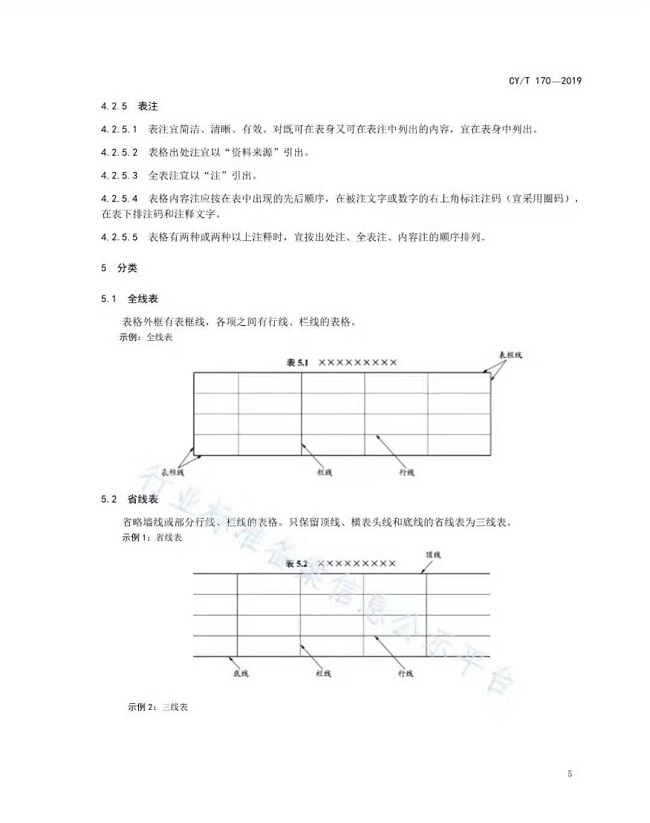 CY/T 170—2019
4.2.5 表注
4.2.5.1 表注宜简洁、清晰、有效。对既可在表身又可在表注中列出的内容，宜在表身中列出。
4.2.5.2 表格出处注宜以“资料来源”引出。
4.2.5.3 全表注宜以“注”引出。
4.2.5.4 表格内容注应按在表中出现的先后顺序，在被注文字或数字的右上角标注注码（宜采用圈码），
在表下排注码和注释文字。
4.2.5.5 表格有两种或两种以上注释时，宜按出处注、全表注、内容注的顺序排列。
5 分类
5.1 全线表
表格外框有表框线，各项之间有行线、栏线的表格。
示例：全线表
表框线
表 5.1 ×××××××××
表框线 栏线 行线
5.2 省线表
省略墙线或部分行线、栏线的表格。只保留顶线、横表头线和底线的省线表为三线表。
示例 1：省线表
顶线
表 5.2 ×××××××××
底线 栏线 行线
示例 2：三线表
行业标准备案信息公示平台
5